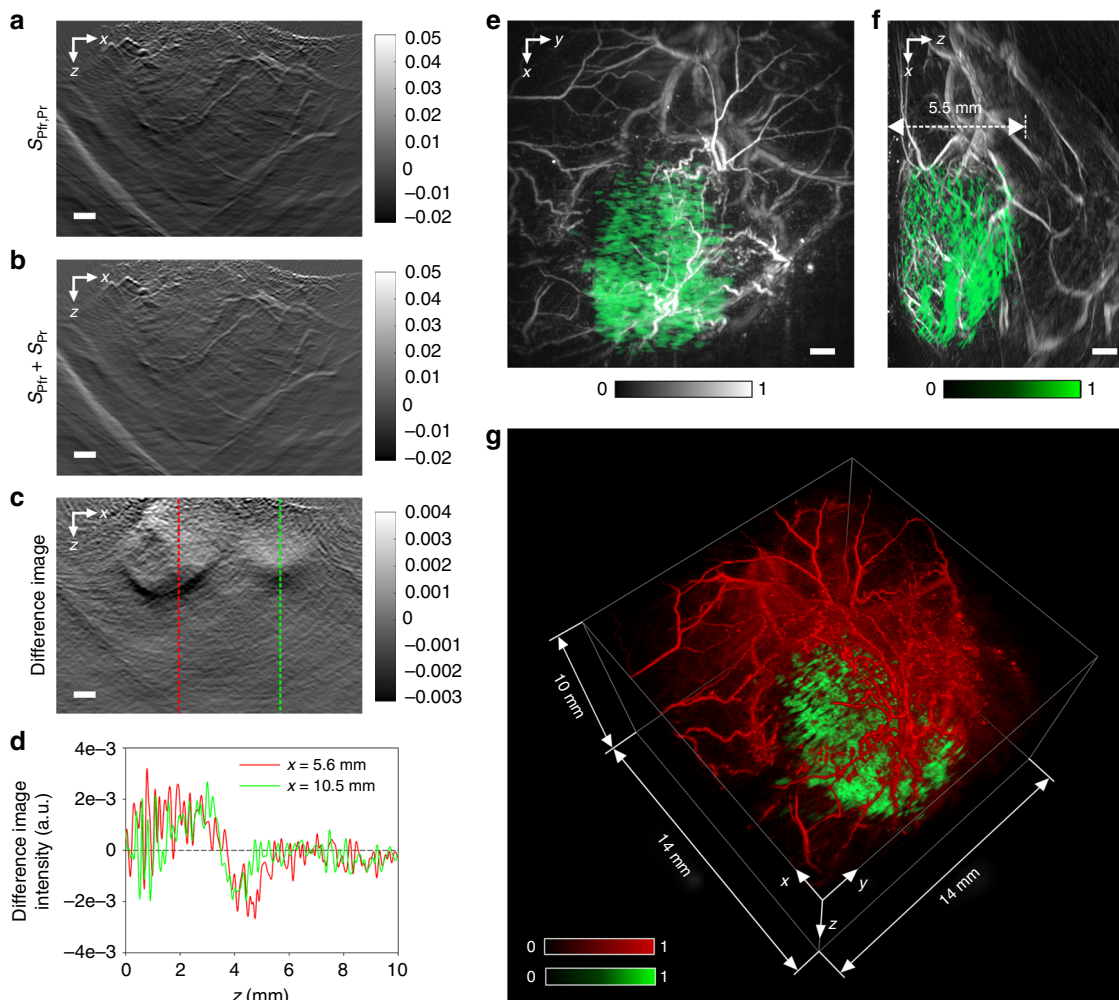 a
x
z
S_Pfr,Pr
0.05
0.04
0.03
0.02
0.01
0
–0.01
–0.02
b
x
z
S_Pfr + S_Pr
0.05
0.04
0.03
0.02
0.01
0
–0.01
–0.02
c
x
z
Difference image
0.004
0.003
0.002
0.001
0
–0.001
–0.002
–0.003
d
Difference image
intensity (a.u.)
4e–3
2e–3
0
–2e–3
–4e–3
x = 5.6 mm
x = 10.5 mm
0 2 4 6 8 10
z (mm)
e
y
x
0 1
f
z
x
5.5 mm
0 1
g
10 mm
14 mm
14 mm
x
y
z
0 1
0 1